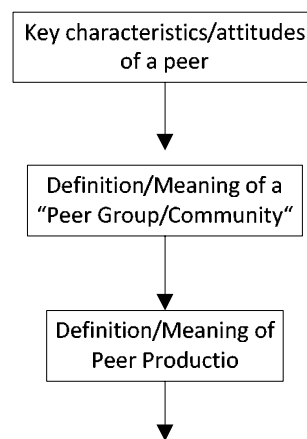 Key characteristics/attitudes
of a peer
Definition/Meaning of a
“Peer Group/Community“
Definition/Meaning of
Peer Productio